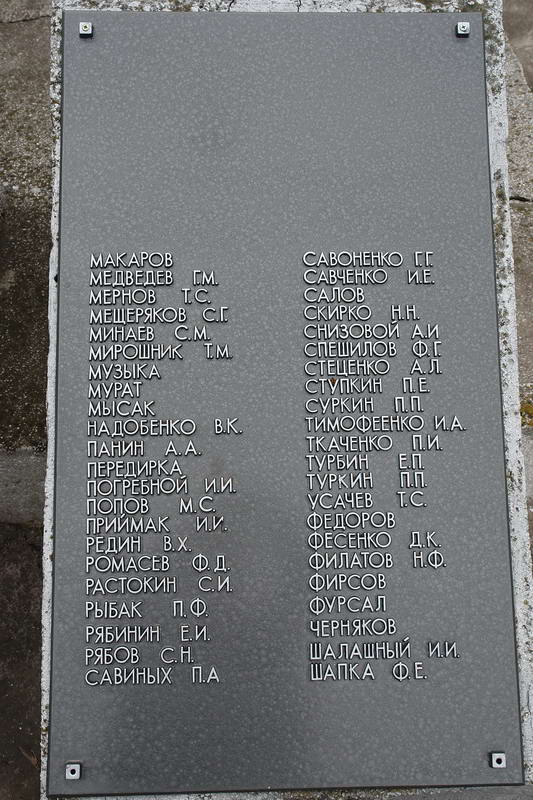 МАКАРОВ
МЕДВЕДЕВ Г.М.
МЕРНОВ Т.С.
МЕЩЕРЯКОВ С.Г.
МИНАЕВ С.М.
МИРОШНИК Т.М.
МУЗЫКА
МУРАТ
МЫСАК
НАДОБЕНКО В.К.
ПАНИН А.А.
ПЕРЕДИРКА
ПОГРЕБНОЙ И.И.
ПОПОВ М.С.
ПРИЙМАК И.И.
РЕДИН В.Х.
РОМАСЕВ Ф.Д.
РАСТОКИН С.И.
РЫБАК П.Ф.
РЯБИНИН Е.И.
РЯБОВ С.Н.
САВИНЫХ П.А
САВОНЕНКО Г.Г.
САВЧЕНКО И.Е.
САЛОВ
СКИРКО Н.Н.
СНИЗОВОЙ А.И
СПЕШИЛОВ Ф.Г.
СТЕЦЕНКО А.Л.
СТУПКИН П.Е.
СУРКИН П.П.
ТИМОФЕЕНКО И.А.
ТКАЧЕНКО П.И.
ТУРБИН Е.П.
ТУРКИН П.П.
УСАЧЕВ Т.С.
ФЕДОРОВ
ФЕСЕНКО Д.К.
ФИЛАТОВ Н.Ф.
ФИРСОВ
ФУРСАЛ
ЧЕРНЯКОВ
ШАЛАШНЫЙ И.И.
ШАПКА Ф.Е.